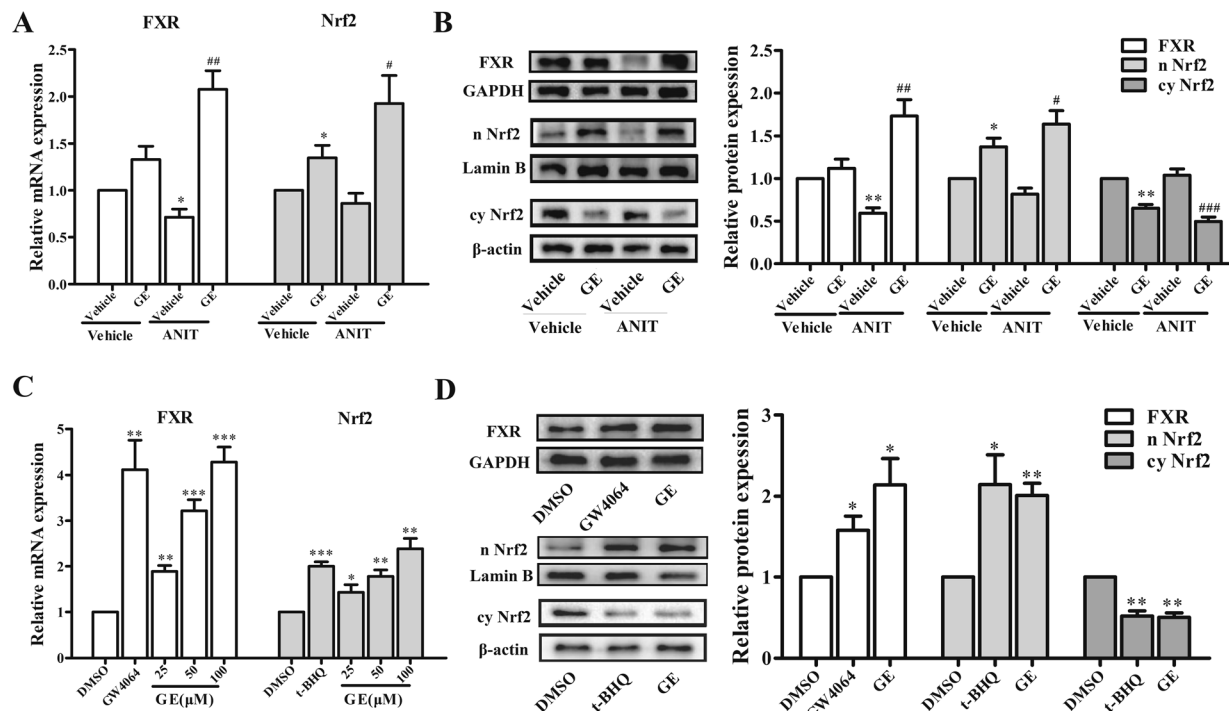 A
FXR
Nrf2
Relative mRNA expression
2.5
2.0
1.5
1.0
0.5
0.0
*
##
*
#
Vehicle
GE
Vehicle
GE
Vehicle
GE
Vehicle
GE
Vehicle
ANIT
Vehicle
ANIT
B
FXR
GAPDH
n Nrf2
Lamin B
cy Nrf2
β-actin
Vehicle
GE
Vehicle
GE
Vehicle
ANIT
FXR
n Nrf2
cy Nrf2
Relative protein expession
2.5
2.0
1.5
1.0
0.5
0.0
**
##
*
#
**
###
Vehicle
GE
Vehicle
GE
Vehicle
GE
Vehicle
GE
Vehicle
GE
Vehicle
GE
Vehicle
ANIT
Vehicle
ANIT
Vehicle
ANIT
C
FXR
Nrf2
Relative mRNA expression
5
4
3
2
1
0
**
**
***
***
***
*
**
**
DMSO
GW4064
25
50
100
DMSO
t-BHQ
25
50
100
GE(μM)
GE(μM)
D
FXR
GAPDH
DMSO
GW4064
GE
n Nrf2
Lamin B
cy Nrf2
β-actin
DMSO
t-BHQ
GE
FXR
n Nrf2
cy Nrf2
Relative protein expession
3
2
1
0
*
*
*
**
**
**
DMSO
GW4064
GE
DMSO
t-BHQ
GE
DMSO
t-BHQ
GE